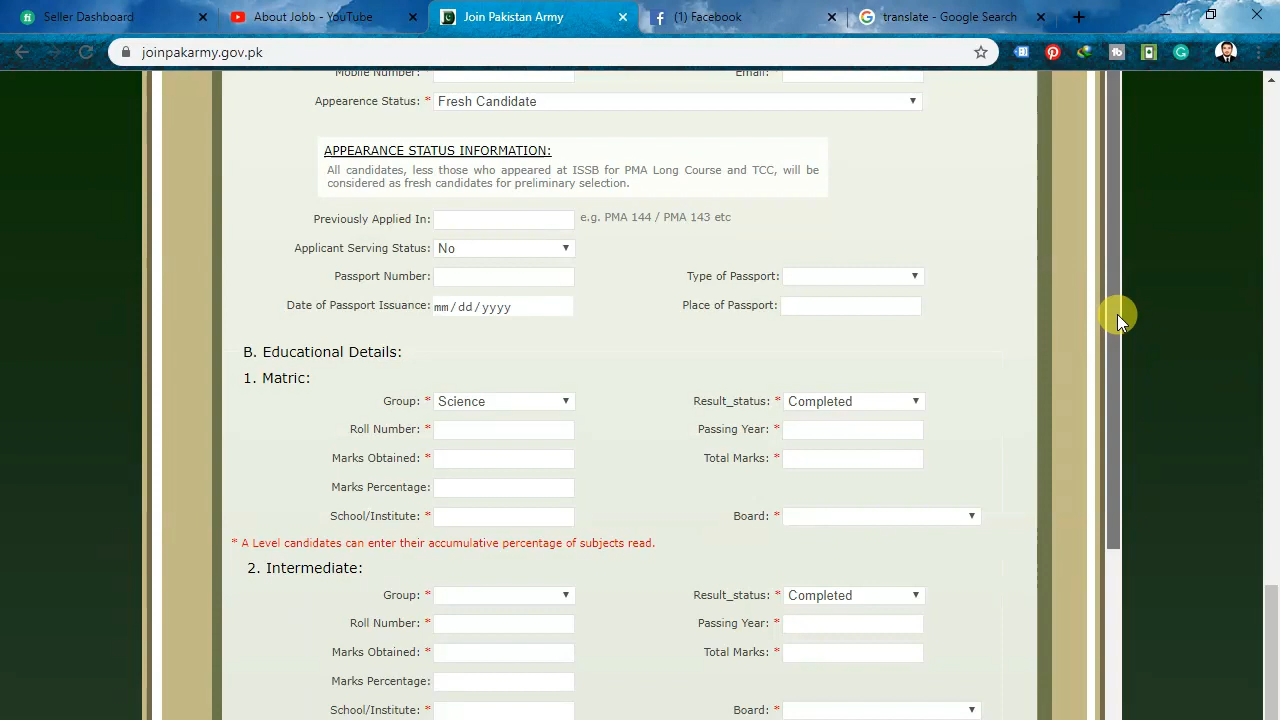 Seller Dashboard
About Jobb - YouTube
Join Pakistan Army
(1) Facebook
translate - Google Search
joinpakarmy.gov.pk
Mobile Number: Email:
Appearence Status: * Fresh Candidate
APPEARANCE STATUS INFORMATION:
All candidates, less those who appeared at ISSB for PMA Long Course and TCC, will be
considered as fresh candidates for preliminary selection.
Previously Applied In: e.g. PMA 144 / PMA 143 etc
Applicant Serving Status: No
Passport Number: Type of Passport:
Date of Passport Issuance: mm/dd/yyyy Place of Passport:
B. Educational Details:
1. Matric:
Group: * Science Result_status: * Completed
Roll Number: * Passing Year: *
Marks Obtained: * Total Marks: *
Marks Percentage:
School/Institute: * Board: *
* A Level candidates can enter their accumulative percentage of subjects read.
2. Intermediate:
Group: * Result_status: * Completed
Roll Number: * Passing Year: *
Marks Obtained: * Total Marks: *
Marks Percentage:
School/Institute: * Board: *